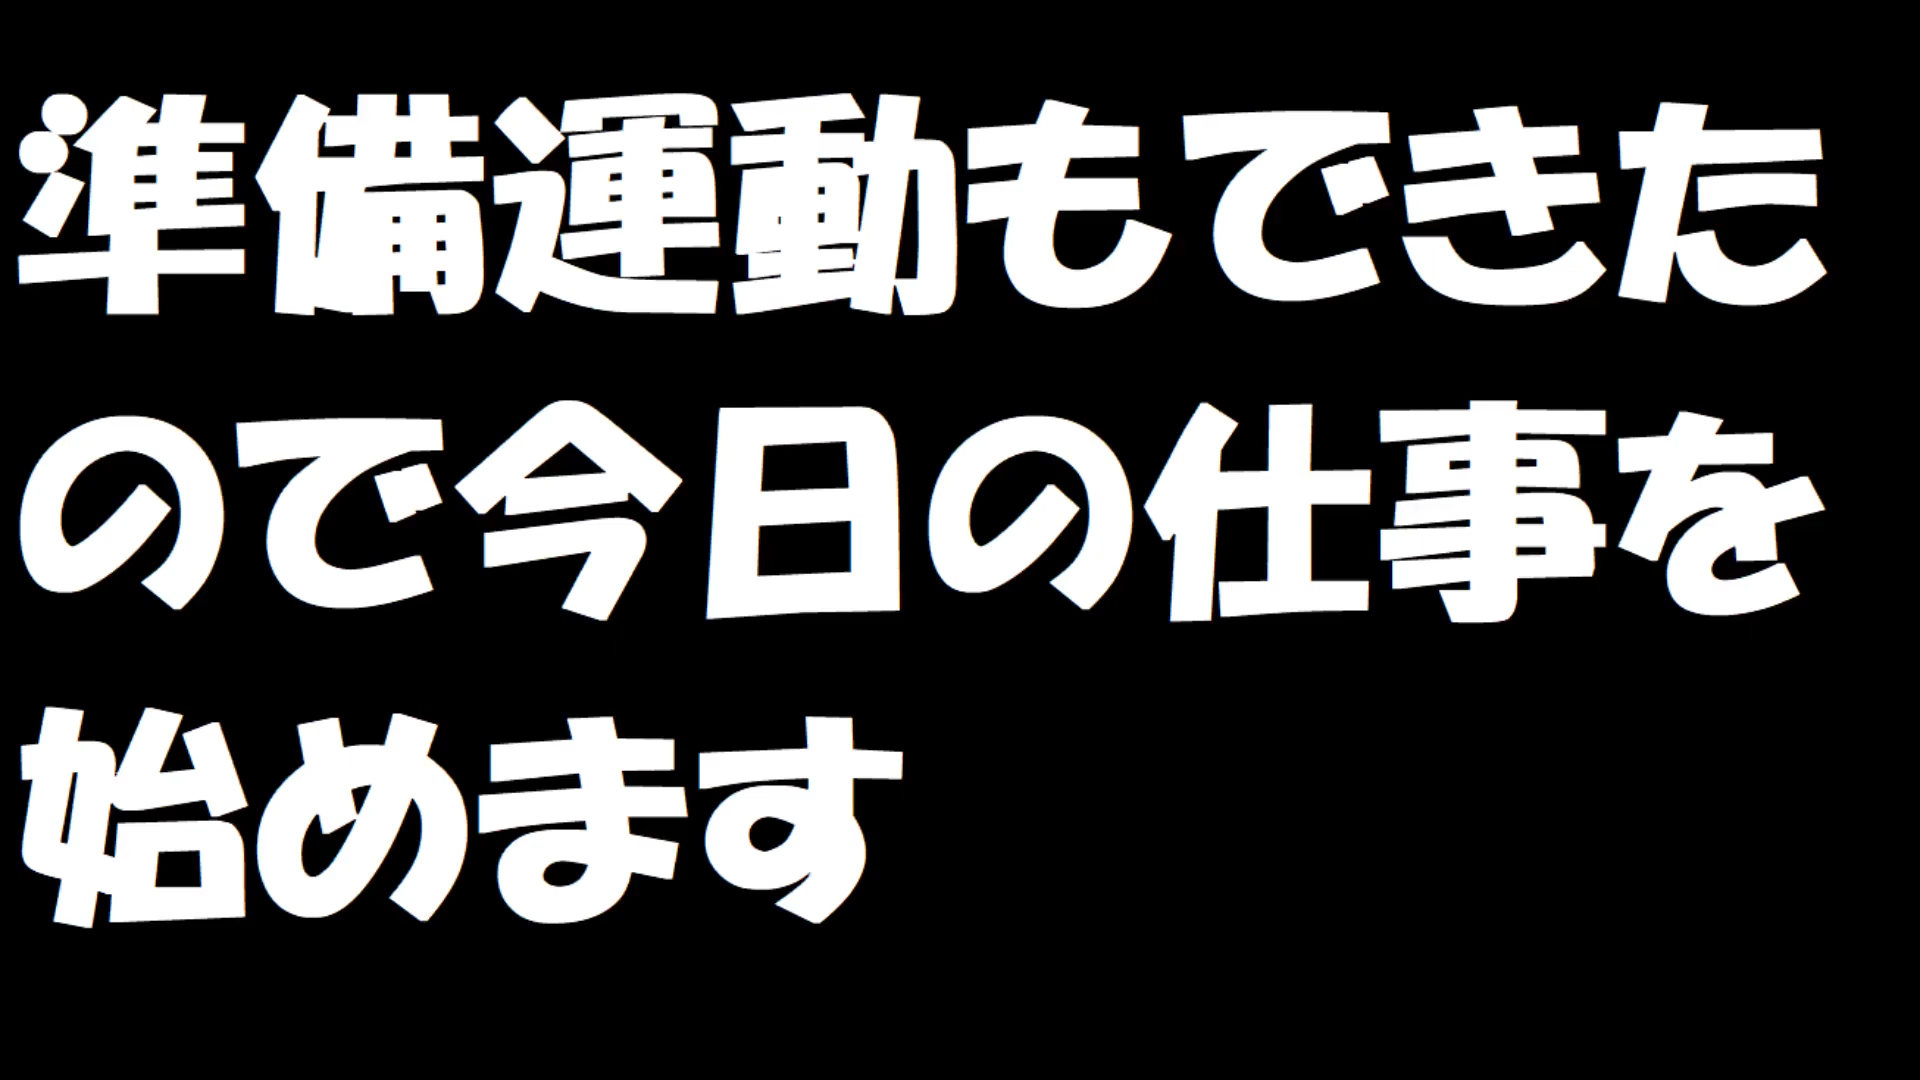 準備運動もできた
ので今日の仕事を
始めます